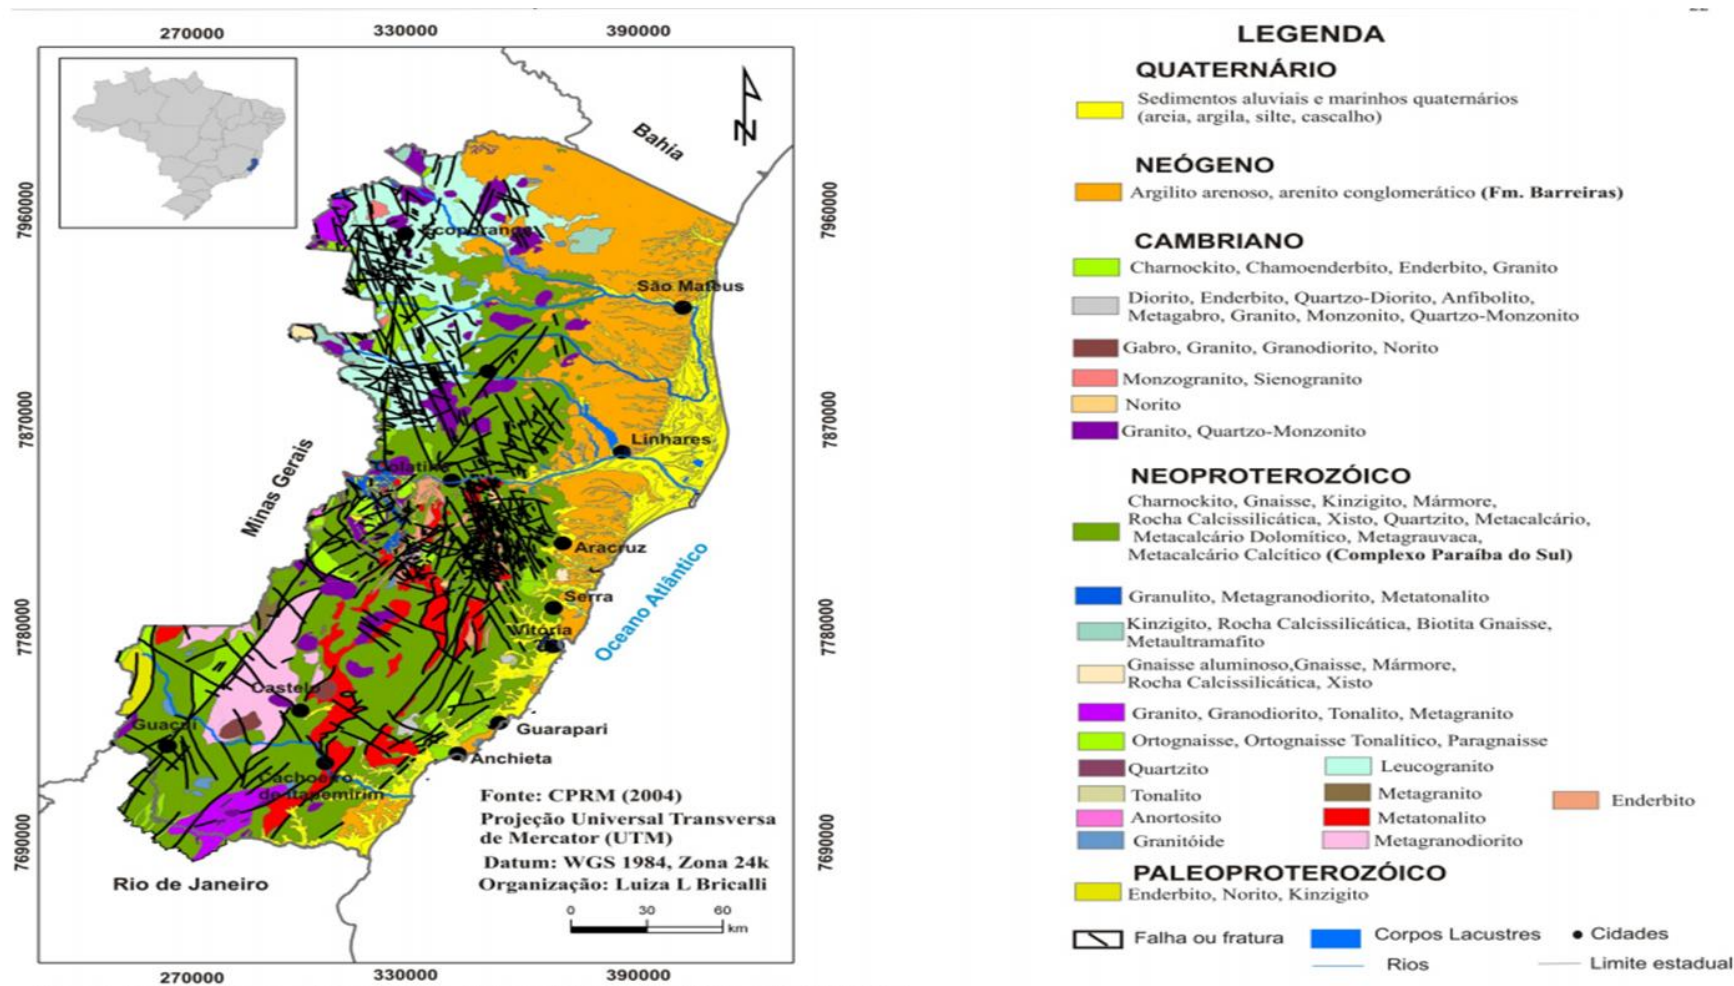 270000
330000
390000
7960000
7870000
7780000
7690000
Bahia
N
Ecoporanga
São Mateus
Linhares
Colatina
Minas Gerais
Aracruz
Serra
Vitória
Oceano Atlântico
Castelo
Guaçuí
Guarapari
Anchieta
Cachoeiro
de Itapemirim
Rio de Janeiro
Fonte: CPRM (2004)
Projeção Universal Transversa
de Mercator (UTM)
Datum: WGS 1984, Zona 24k
Organização: Luiza L Bricalli
0 30 60
km
7960000
7870000
7780000
7690000
270000
330000
390000
LEGENDA
QUATERNÁRIO
Sedimentos aluviais e marinhos quaternários
(areia, argila, silte, cascalho)
NEÓGENO
Argilito arenoso, arenito conglomerático (Fm. Barreiras)
CAMBRIANO
Charnockito, Charnoenderbito, Enderbito, Granito
Diorito, Enderbito, Quartzo-Diorito, Anfibolito,
Metagabro, Granito, Monzonito, Quartzo-Monzonito
Gabro, Granito, Granodiorito, Norito
Monzogranito, Sienogranito
Norito
Granito, Quartzo-Monzonito
NEOPROTEROZÓICO
Charnockito, Gnaisse, Kinzigito, Mármore,
Rocha Calcissilicática, Xisto, Quartzito, Metacalcário,
Metacalcário Dolomítico, Metagrauvaca,
Metacalcário Calcítico (Complexo Paraíba do Sul)
Granulito, Metagranodiorito, Metatonalito
Kinzigito, Rocha Calcissilicática, Biotita Gnaisse,
Metaultramafito
Gnaisse aluminoso,Gnaisse, Mármore,
Rocha Calcissilicática, Xisto
Granito, Granodiorito, Tonalito, Metagranito
Ortognaisse, Ortognaisse Tonalítico, Paragnaisse
Quartzito
Leucogranito
Tonalito
Metagranito
Enderbito
Anortosito
Metatonalito
Granitóide
Metagranodiorito
PALEOPROTEROZÓICO
Enderbito, Norito, Kinzigito
Falha ou fratura
Corpos Lacustres
Cidades
Rios
Limite estadual